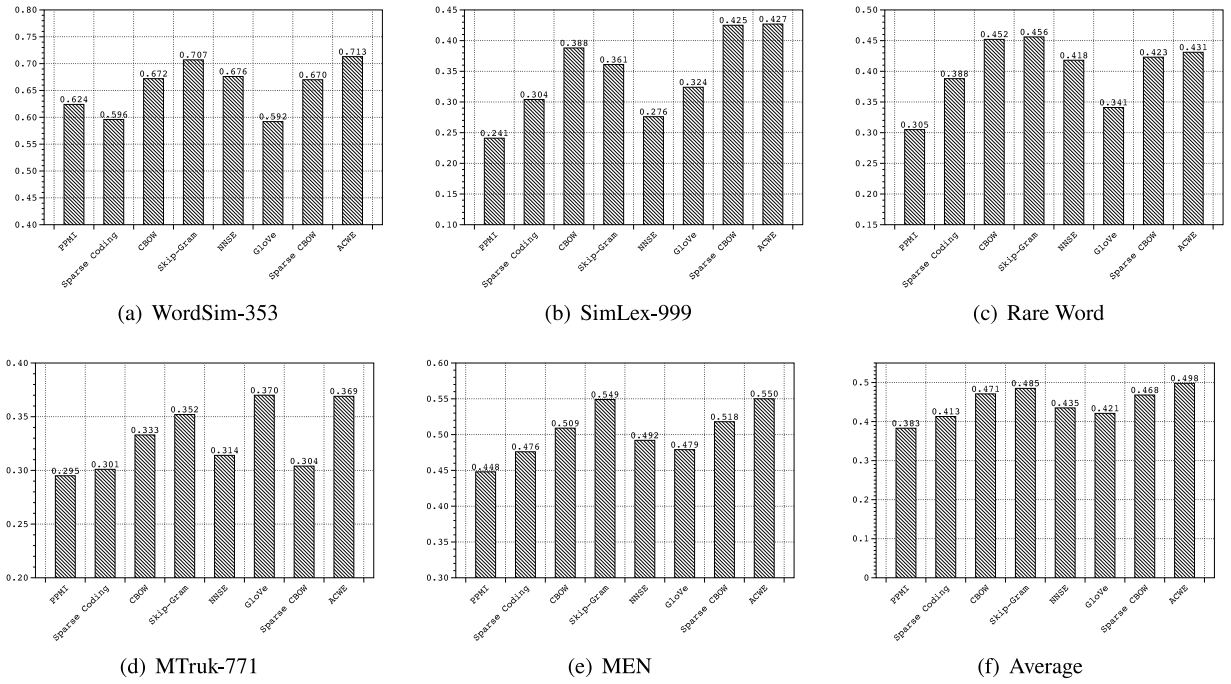 0.80
0.75
0.70
0.65
0.60
0.55
0.50
0.45
0.40
0.624
0.596
0.672
0.707
0.676
0.592
0.670
0.713
PPMI
Sparse Coding
CBOW
Skip-Gram
NNSE
GloVe
Sparse CBOW
ACWE
(a) WordSim-353
0.45
0.40
0.35
0.30
0.25
0.20
0.15
0.10
0.241
0.304
0.388
0.361
0.276
0.324
0.425
0.427
PPMI
Sparse Coding
CBOW
Skip-Gram
NNSE
GloVe
Sparse CBOW
ACWE
(b) SimLex-999
0.50
0.45
0.40
0.35
0.30
0.25
0.20
0.15
0.305
0.388
0.452
0.456
0.418
0.341
0.423
0.431
PPMI
Sparse Coding
CBOW
Skip-Gram
NNSE
GloVe
Sparse CBOW
ACWE
(c) Rare Word
0.40
0.35
0.30
0.25
0.20
0.295
0.301
0.333
0.352
0.314
0.370
0.304
0.369
PPMI
Sparse Coding
CBOW
Skip-Gram
NNSE
GloVe
Sparse CBOW
ACWE
(d) MTruk-771
0.60
0.55
0.50
0.45
0.40
0.35
0.30
0.448
0.476
0.509
0.549
0.492
0.479
0.518
0.550
PPMI
Sparse Coding
CBOW
Skip-Gram
NNSE
GloVe
Sparse CBOW
ACWE
(e) MEN
0.5
0.4
0.3
0.2
0.1
0
0.383
0.413
0.471
0.485
0.435
0.421
0.468
0.498
PPMI
Sparse Coding
CBOW
Skip-Gram
NNSE
GloVe
Sparse CBOW
ACWE
(f) Average